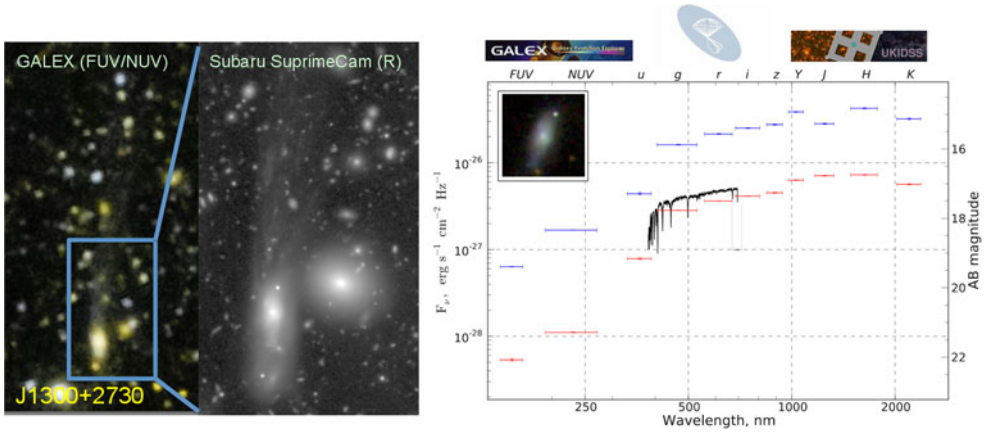 GALEX (FUV/NUV)
Subaru SuprimeCam (R)
J1300+2730
GALEX
UKIDSS
FUV NUV u g r i z Y J H K
10⁻²⁶
10⁻²⁷
10⁻²⁸
F_ν, erg s⁻¹ cm⁻² Hz⁻¹
16
18
20
22
AB magnitude
250 500 1000 2000
Wavelength, nm